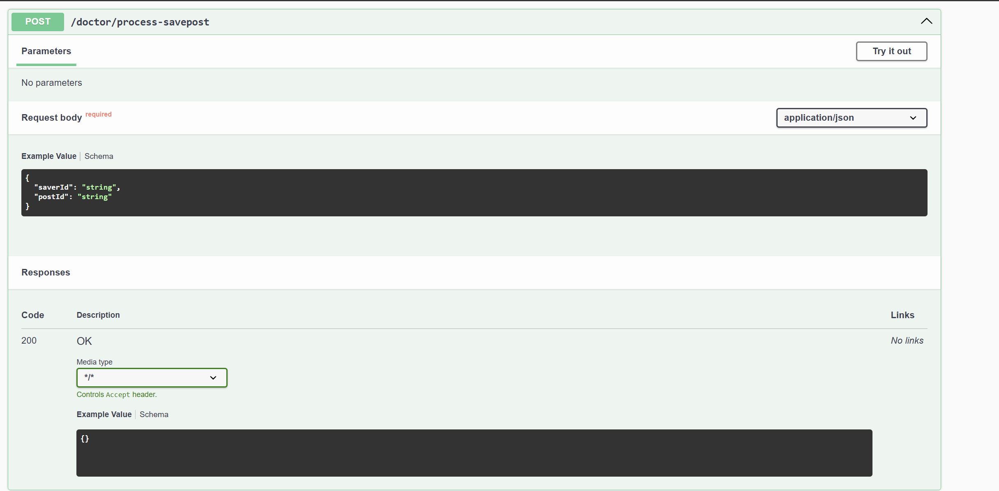 POST /doctor/process-savepost
Parameters
Try it out
No parameters
Request body required
application/json
Example Value | Schema
{
  "saverId": "string",
  "postId": "string"
}
Responses
Code Description Links
200 OK No links
Media type
*/*
Controls Accept header.
Example Value | Schema
{}